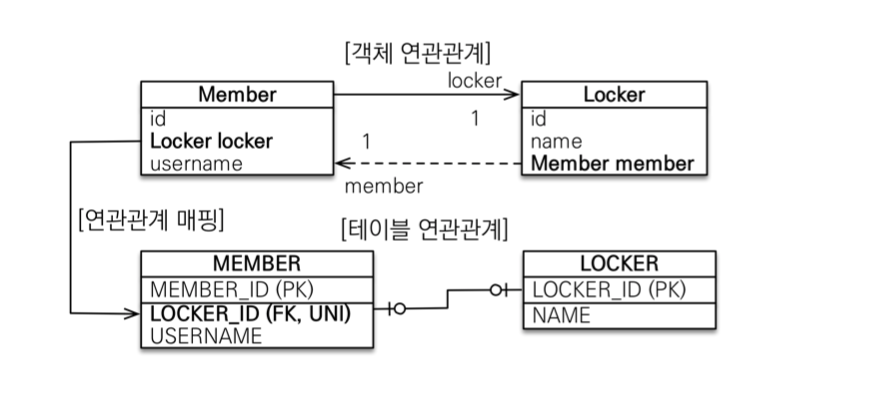 [객체 연관관계]
locker
Member
Locker
id
Locker locker
username
1
1
id
name
Member member
member
[연관관계 매핑]
[테이블 연관관계]
MEMBER
MEMBER_ID (PK)
LOCKER_ID (FK, UNI)
USERNAME
LOCKER
LOCKER_ID (PK)
NAME